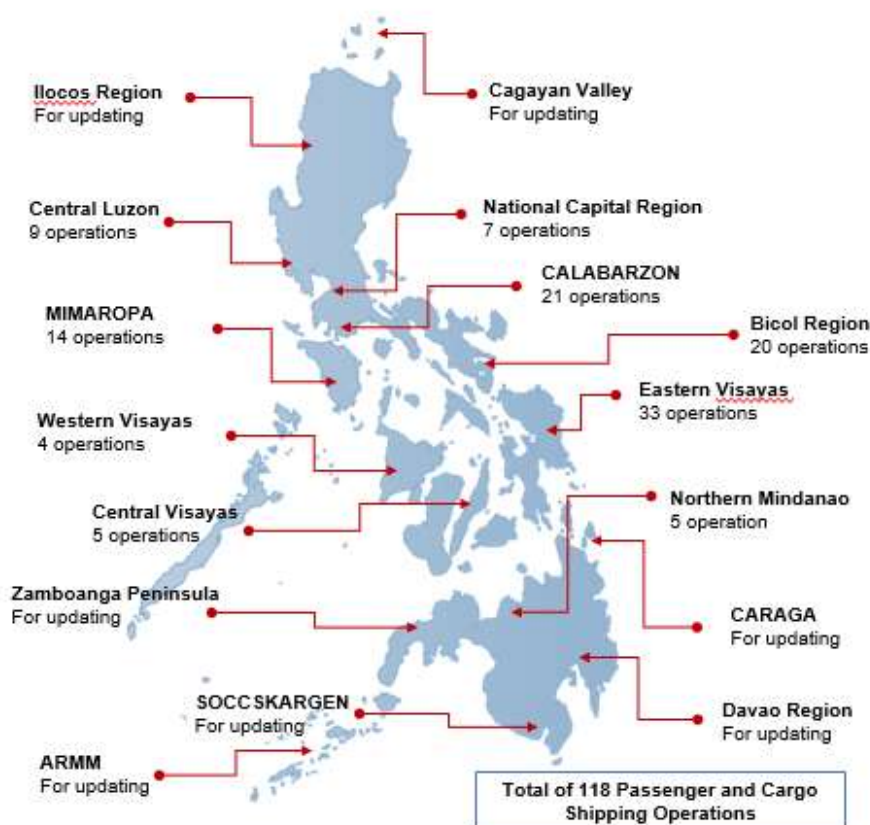 Ilocos Region
For updating
Cagayan Valley
For updating
Central Luzon
9 operations
National Capital Region
7 operations
CALABARZON
21 operations
MIMAROPA
14 operations
Bicol Region
20 operations
Eastern Visayas
33 operations
Western Visayas
4 operations
Northern Mindanao
5 operation
Central Visayas
5 operations
Zamboanga Peninsula
For updating
CARAGA
For updating
SOCCSKARGEN
For updating
Davao Region
For updating
ARMM
For updating
Total of 118 Passenger and Cargo
Shipping Operations